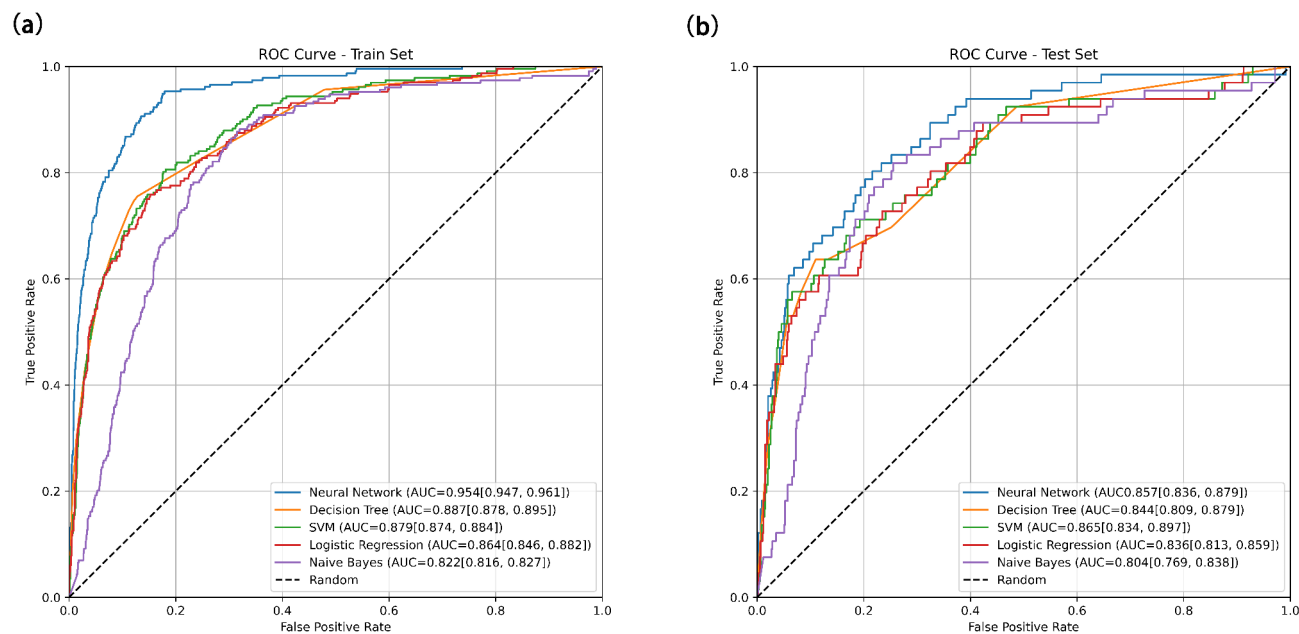 (a)
ROC Curve - Train Set
1.0
0.8
0.6
0.4
0.2
0.0
True Positive Rate
Neural Network (AUC=0.954[0.947, 0.961])
Decision Tree (AUC=0.887[0.878, 0.895])
SVM (AUC=0.879[0.874, 0.884])
Logistic Regression (AUC=0.864[0.846, 0.882])
Naive Bayes (AUC=0.822[0.816, 0.827])
Random
0.0 0.2 0.4 0.6 0.8 1.0
False Positive Rate
(b)
ROC Curve - Test Set
1.0
0.8
0.6
0.4
0.2
0.0
True Positive Rate
Neural Network (AUC0.857[0.836, 0.879])
Decision Tree (AUC=0.844[0.809, 0.879])
SVM (AUC=0.865[0.834, 0.897])
Logistic Regression (AUC=0.836[0.813, 0.859])
Naive Bayes (AUC=0.804[0.769, 0.838])
Random
0.0 0.2 0.4 0.6 0.8 1.0
False Positive Rate